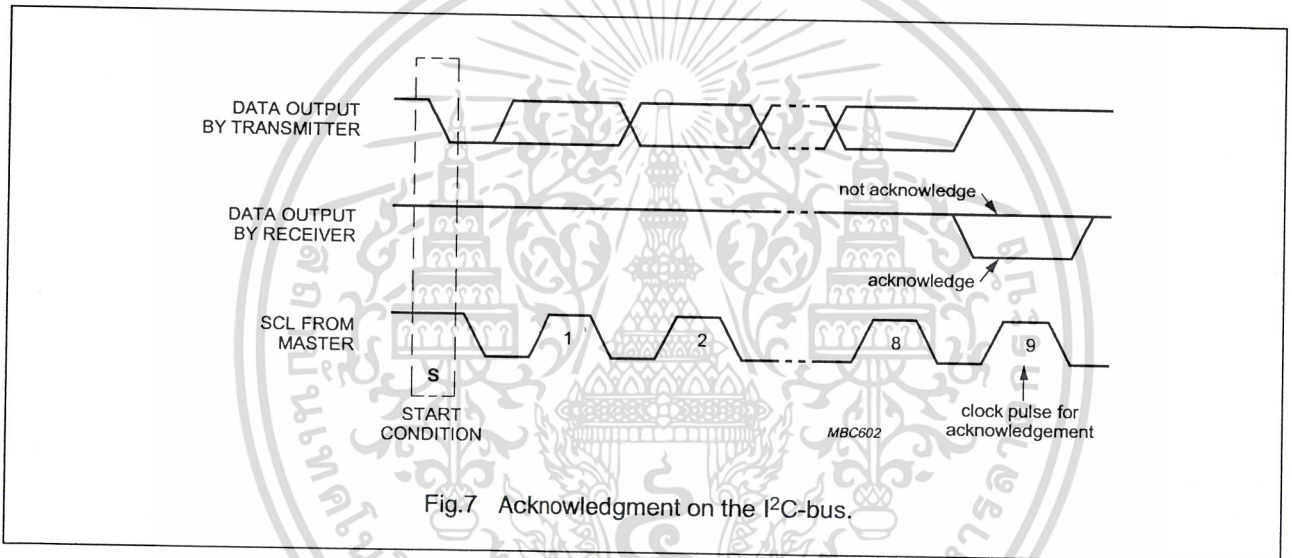 DATA OUTPUT
BY TRANSMITTER
not acknowledge
DATA OUTPUT
BY RECEIVER
acknowledge
SCL FROM
MASTER
1
2
8
9
S
START
CONDITION
MBC602
clock pulse for
acknowledgement
Fig.7 Acknowledgment on the I²C-bus.